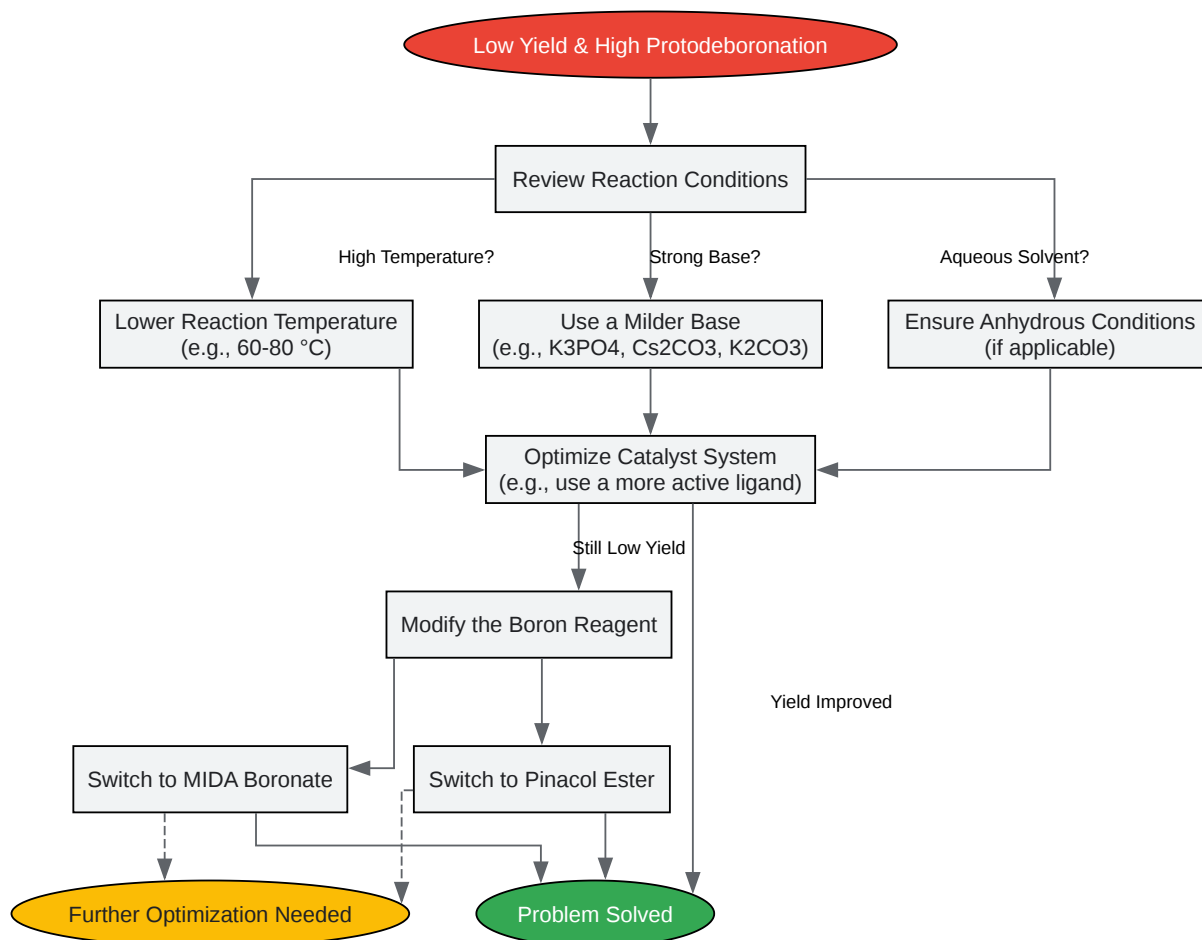 Low Yield & High Protodeboronation
Review Reaction Conditions
High Temperature?
Strong Base?
Aqueous Solvent?
Lower Reaction Temperature
(e.g., 60-80 °C)
Use a Milder Base
(e.g., K3PO4, Cs2CO3, K2CO3)
Ensure Anhydrous Conditions
(if applicable)
Optimize Catalyst System
(e.g., use a more active ligand)
Still Low Yield
Modify the Boron Reagent
Yield Improved
Switch to MIDA Boronate
Switch to Pinacol Ester
Further Optimization Needed
Problem Solved